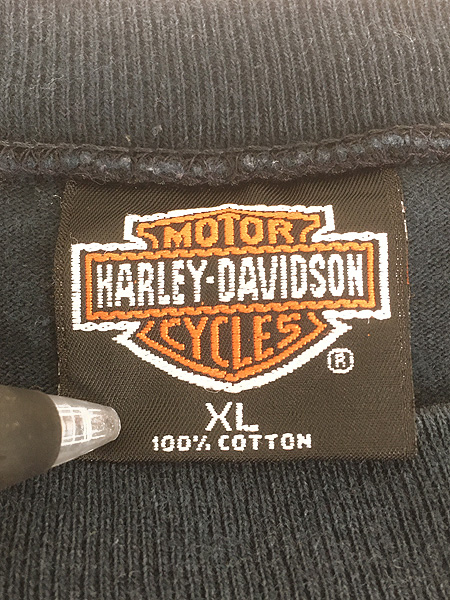 MOTOR
HARLEY-DAVIDSON
CYCLES
®
XL
100% COTTON